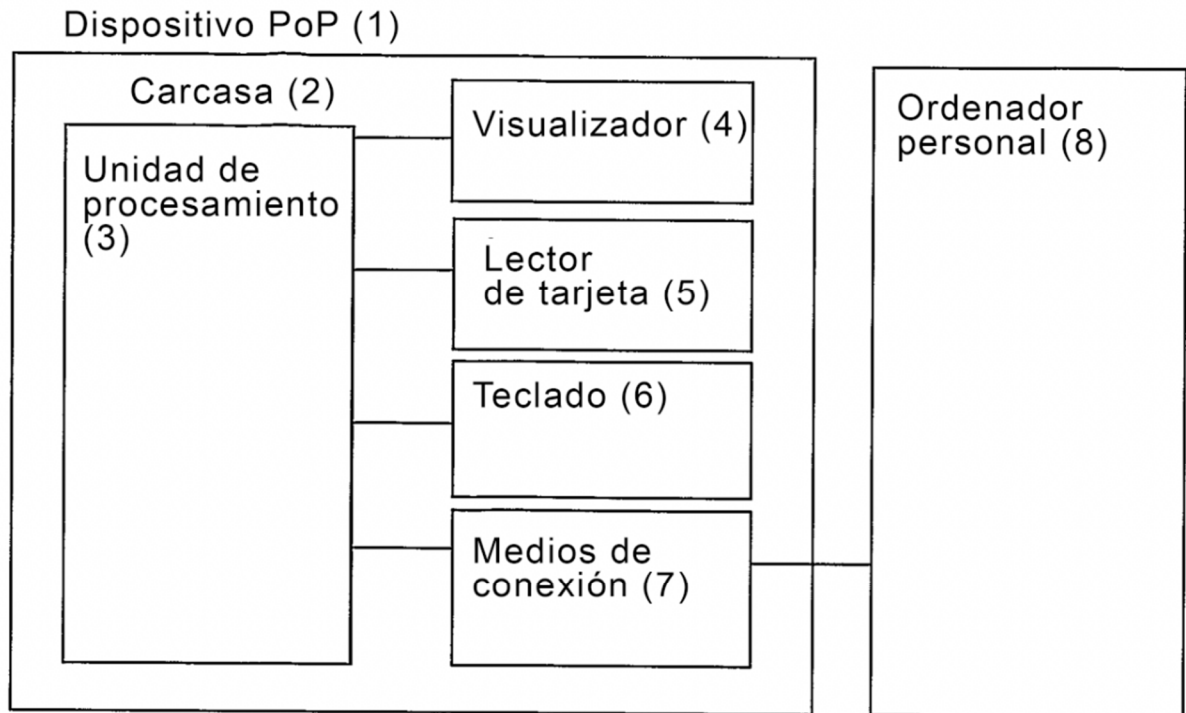 Dispositivo PoP (1)
Carcasa (2)
Unidad de
procesamiento
(3)
Visualizador (4)
Lector
de tarjeta (5)
Teclado (6)
Medios de
conexión (7)
Ordenador
personal (8)